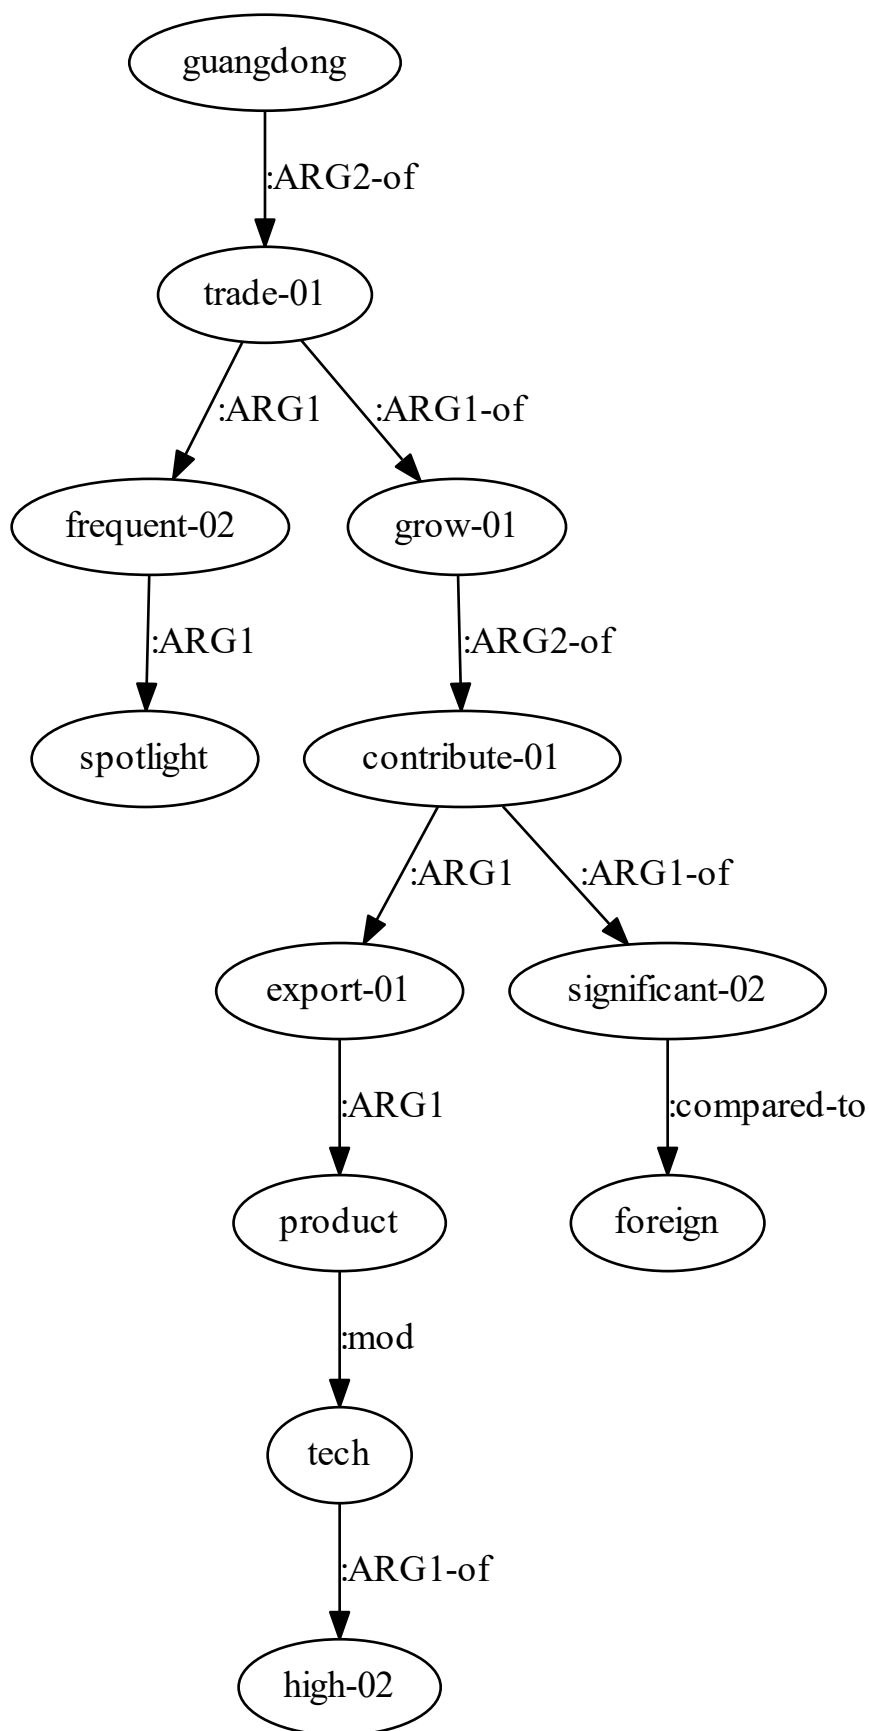 guangdong
:ARG2-of
trade-01
:ARG1 :ARG1-of
frequent-02 grow-01
:ARG1 :ARG2-of
spotlight contribute-01
:ARG1 :ARG1-of
export-01 significant-02
:ARG1 :compared-to
product foreign
:mod
tech
:ARG1-of
high-02